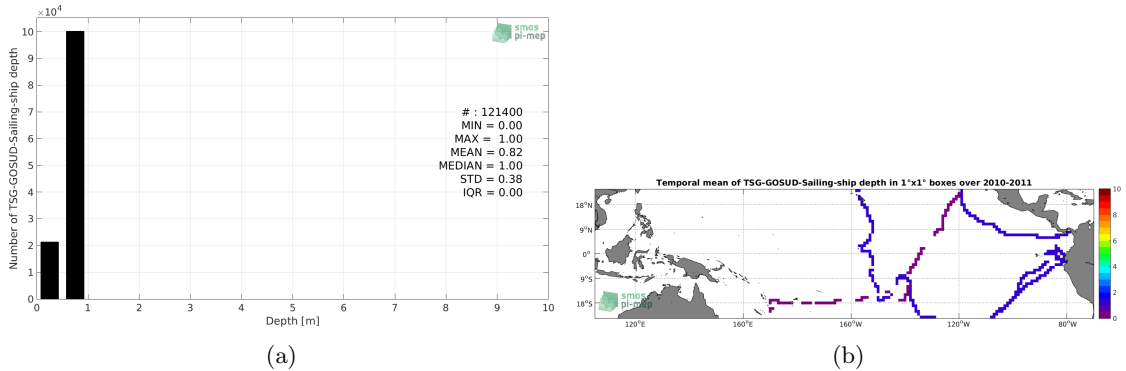 ×10⁴
10
9
8
7
6
5
4
3
2
1
0
Number of TSG-GOSUD-Sailing-ship depth
smos
pi-mep
# : 121400
MIN = 0.00
MAX = 1.00
MEAN = 0.82
MEDIAN = 1.00
STD = 0.38
IQR = 0.00
0 1 2 3 4 5 6 7 8 9 10
Depth [m]
(a)
Temporal mean of TSG-GOSUD-Sailing-ship depth in 1°x1° boxes over 2010-2011
18°N
9°N
0°
9°S
18°S
smos
pi-mep
120°E 160°E 160°W 120°W 80°W
10
8
6
4
2
0
(b)